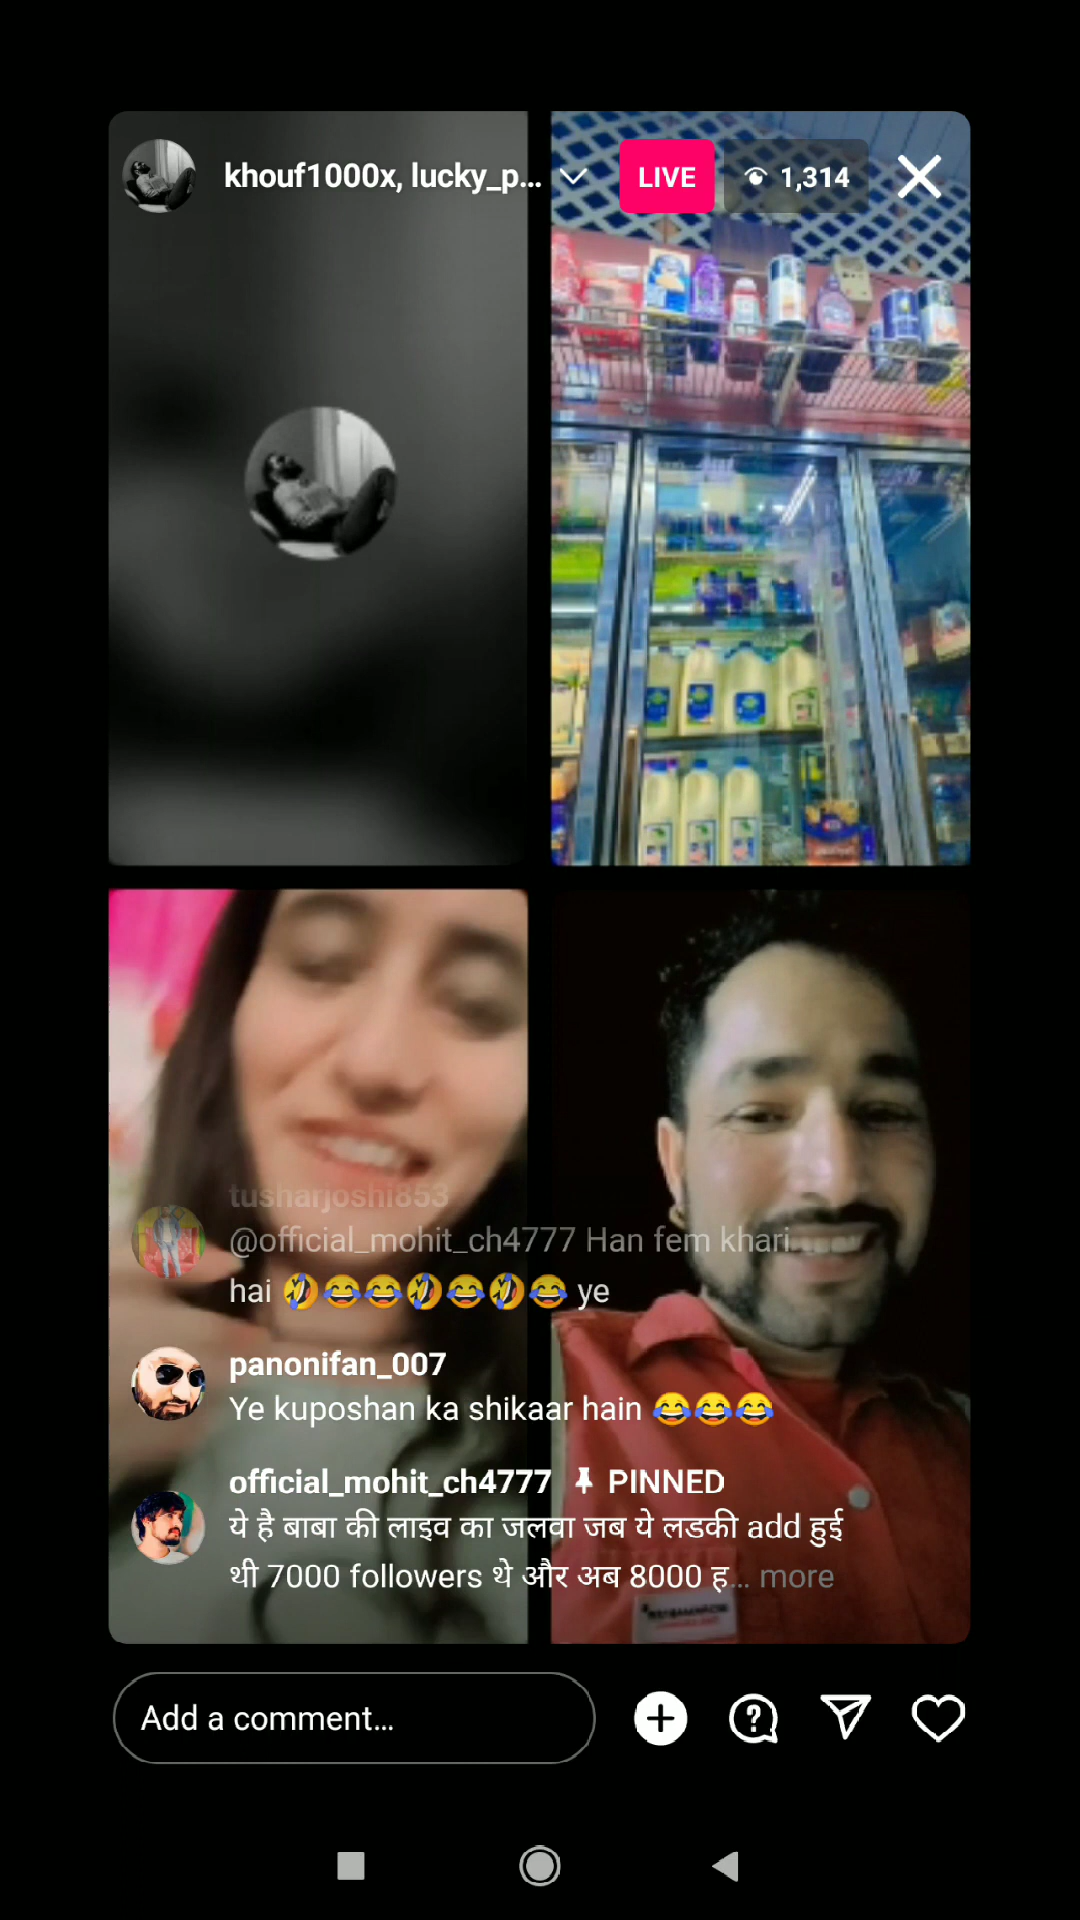 khouf1000x, lucky_p...
LIVE
1,314
tusharjoshi853
@official_mohit_ch4777 Han fem khari
hai 🤣😂😂🤣😂🤣😂 ye
panonifan_007
Ye kuposhan ka shikaar hain 😂😂😂
official_mohit_ch4777 PINNED
ये है बाबा की लाइव का जलवा जब ये लडकी add हुई
थी 7000 followers थे और अब 8000 ह... more
Add a comment...